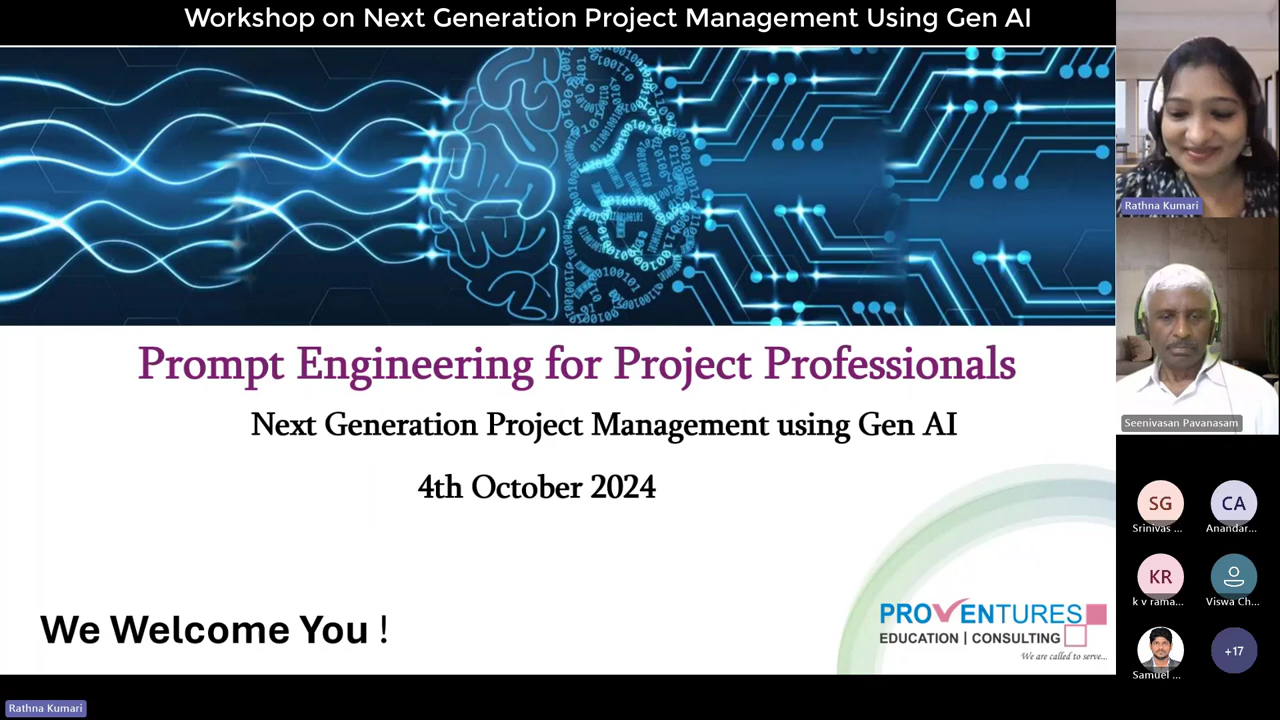 Workshop on Next Generation Project Management Using Gen AI
Rathna Kumari
Prompt Engineering for Project Professionals
Next Generation Project Management using Gen AI
4th October 2024
Seenivasan Pavanasam
SG
CA
Srinivas ...
Anandar...
KR
k v rama...
Viswa Ch...
We Welcome You !
PROVENTURES
EDUCATION | CONSULTING
We are called to serve...
+17
Samuel ...
Rathna Kumari